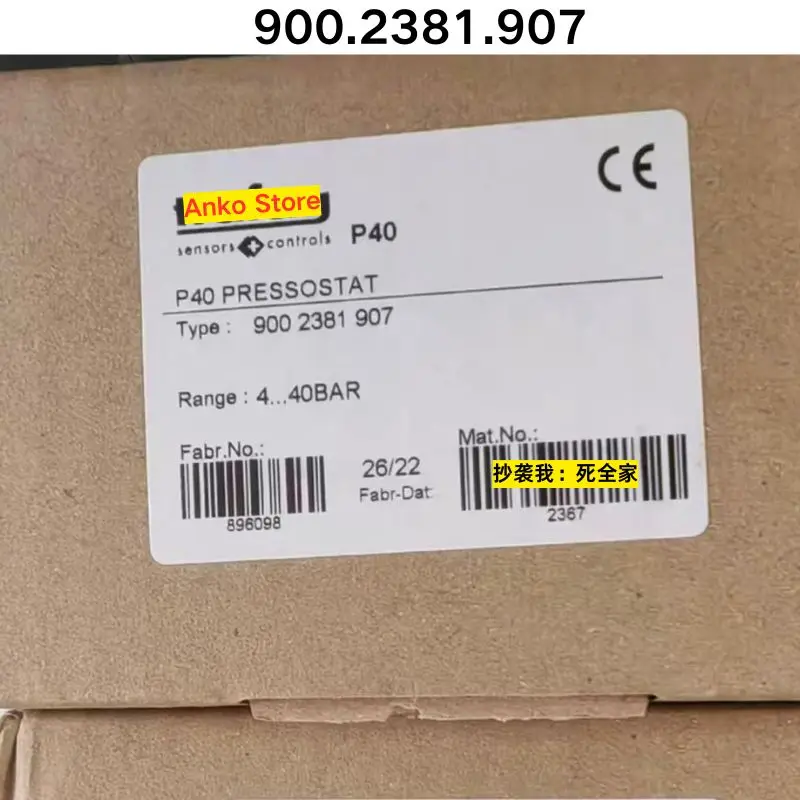 900.2381.907
Anko Store
sensors controls
P40
CE
P40 PRESSOSTAT
Type : 900 2381 907
Range : 4...40BAR
Fabr.No.:
896098
26/22
Fabr-Dat:
Mat.No.:
抄袭我：死全家
2367